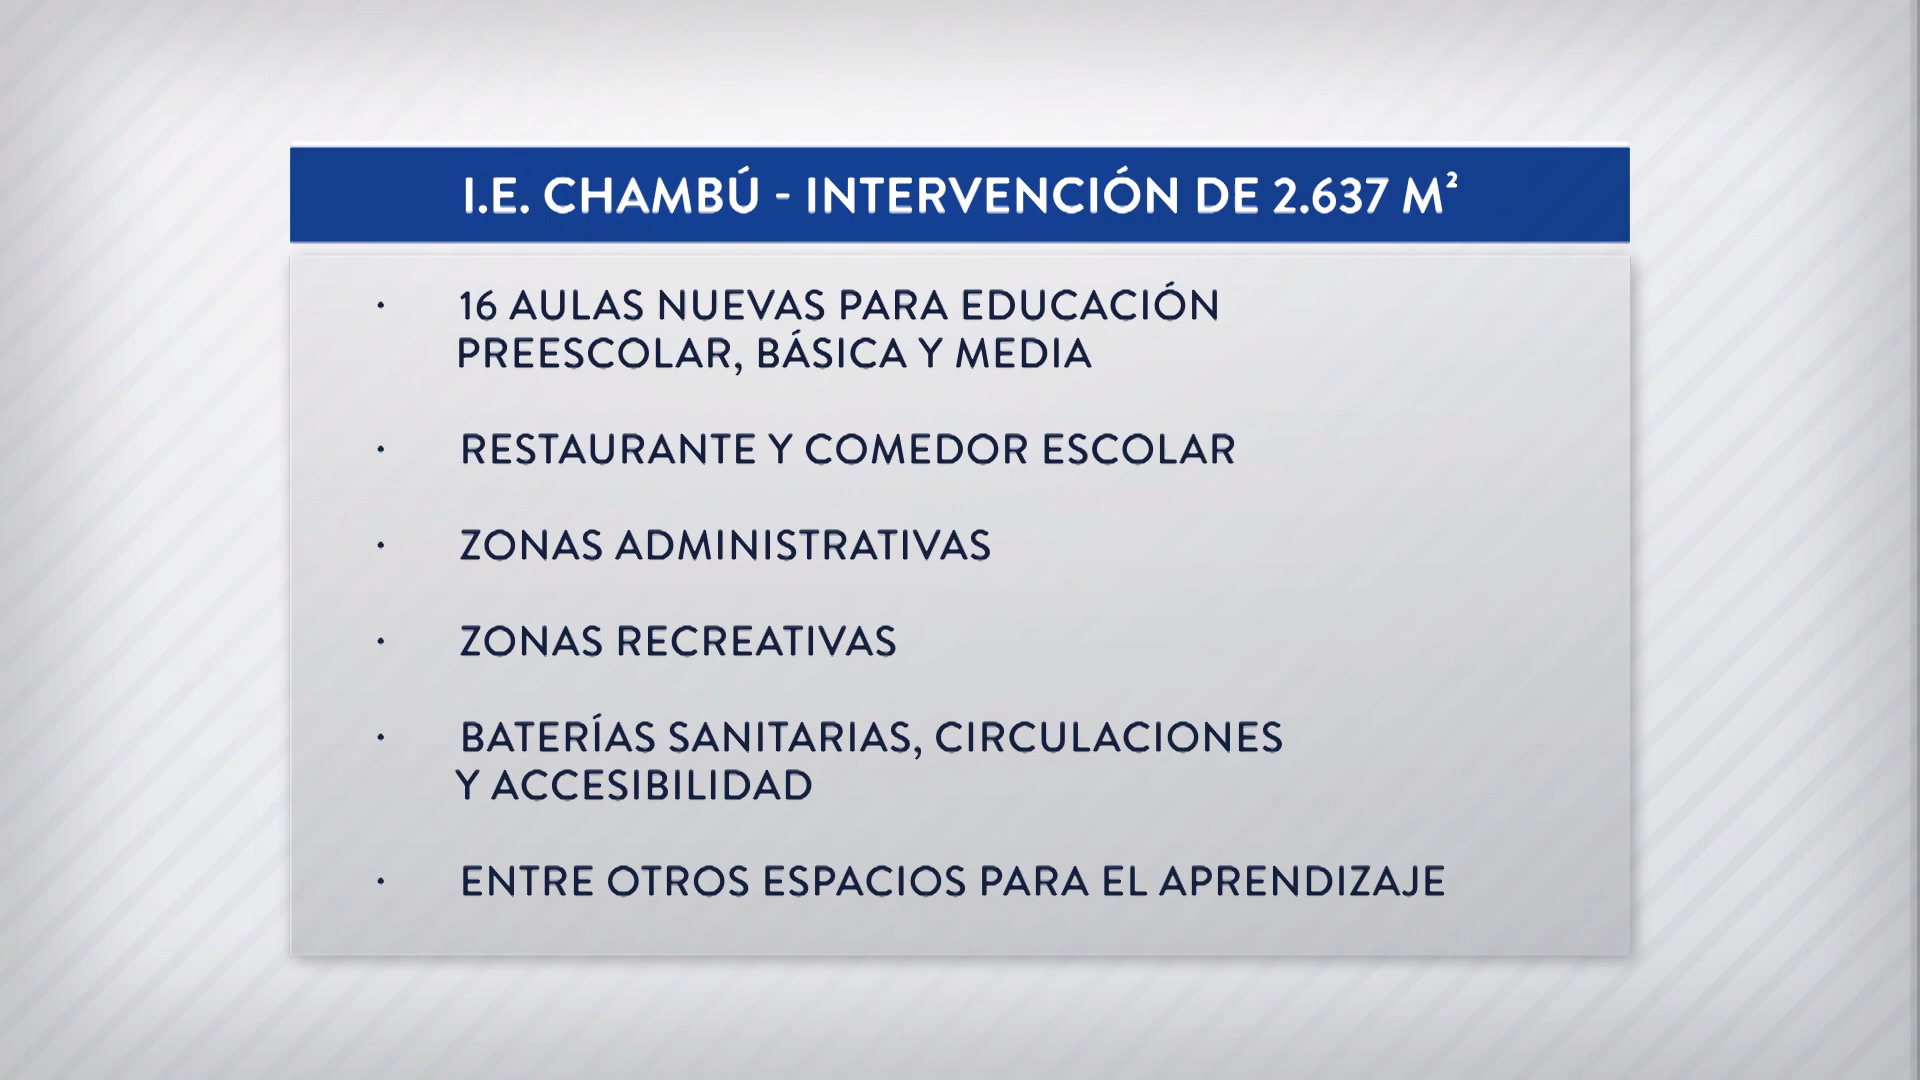 I.E. CHAMBÚ - INTERVENCIÓN DE 2.637 M²
· 16 AULAS NUEVAS PARA EDUCACIÓN
PREESCOLAR, BÁSICA Y MEDIA
· RESTAURANTE Y COMEDOR ESCOLAR
· ZONAS ADMINISTRATIVAS
· ZONAS RECREATIVAS
· BATERÍAS SANITARIAS, CIRCULACIONES
Y ACCESIBILIDAD
· ENTRE OTROS ESPACIOS PARA EL APRENDIZAJE